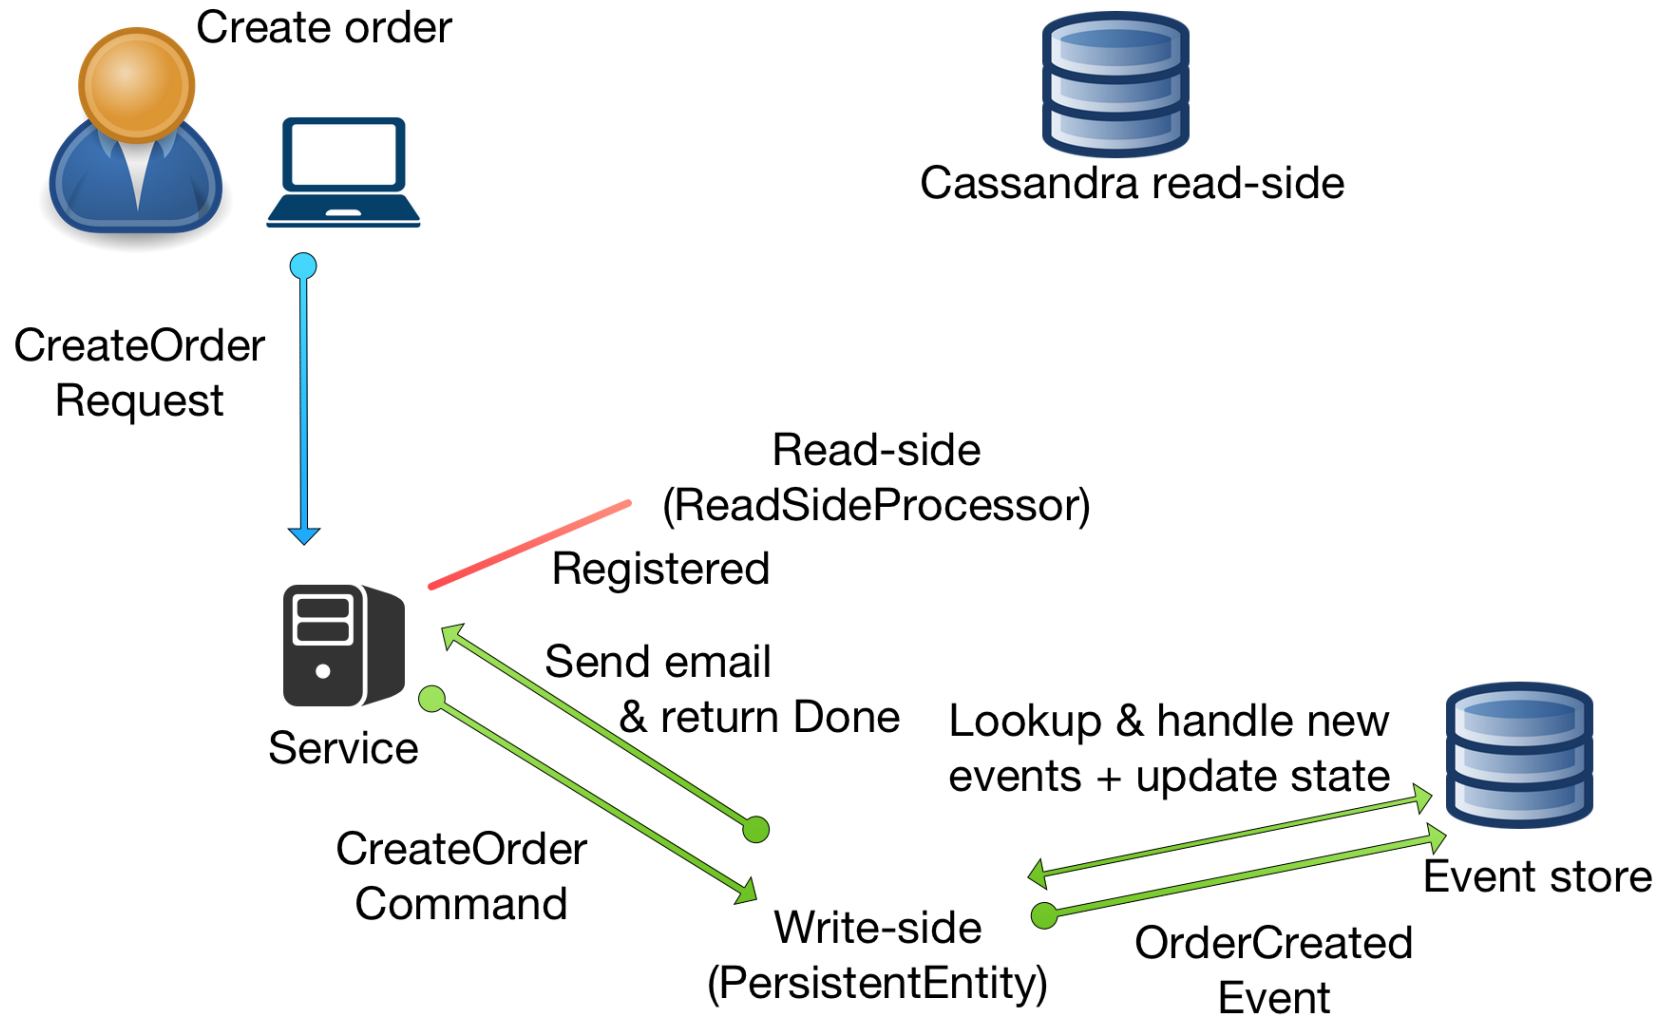 Create order
Cassandra read-side
CreateOrder
Request
Read-side
(ReadSideProcessor)
Registered
Send email
& return Done
Service
Lookup & handle new
events + update state
CreateOrder
Command
Event store
Write-side
(PersistentEntity)
OrderCreated
Event